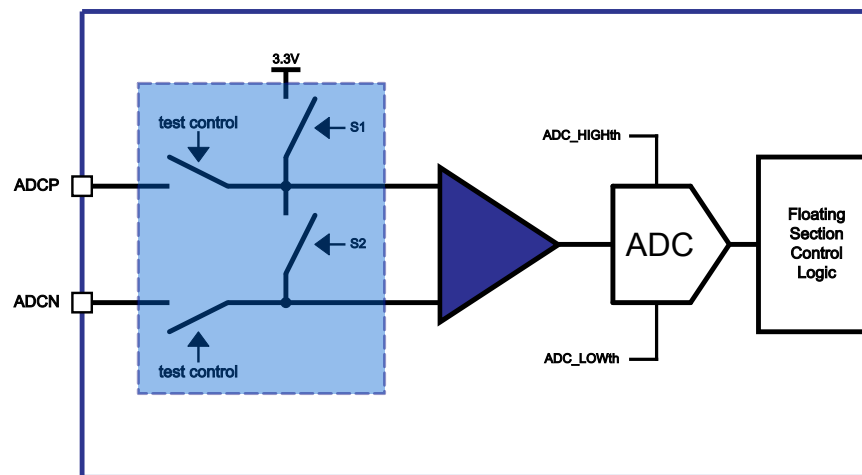 3.3V
test control
S1
ADC_HIGHth
ADCP
ADC
Floating
Section
Control
Logic
S2
ADCN
ADC_LOWth
test control